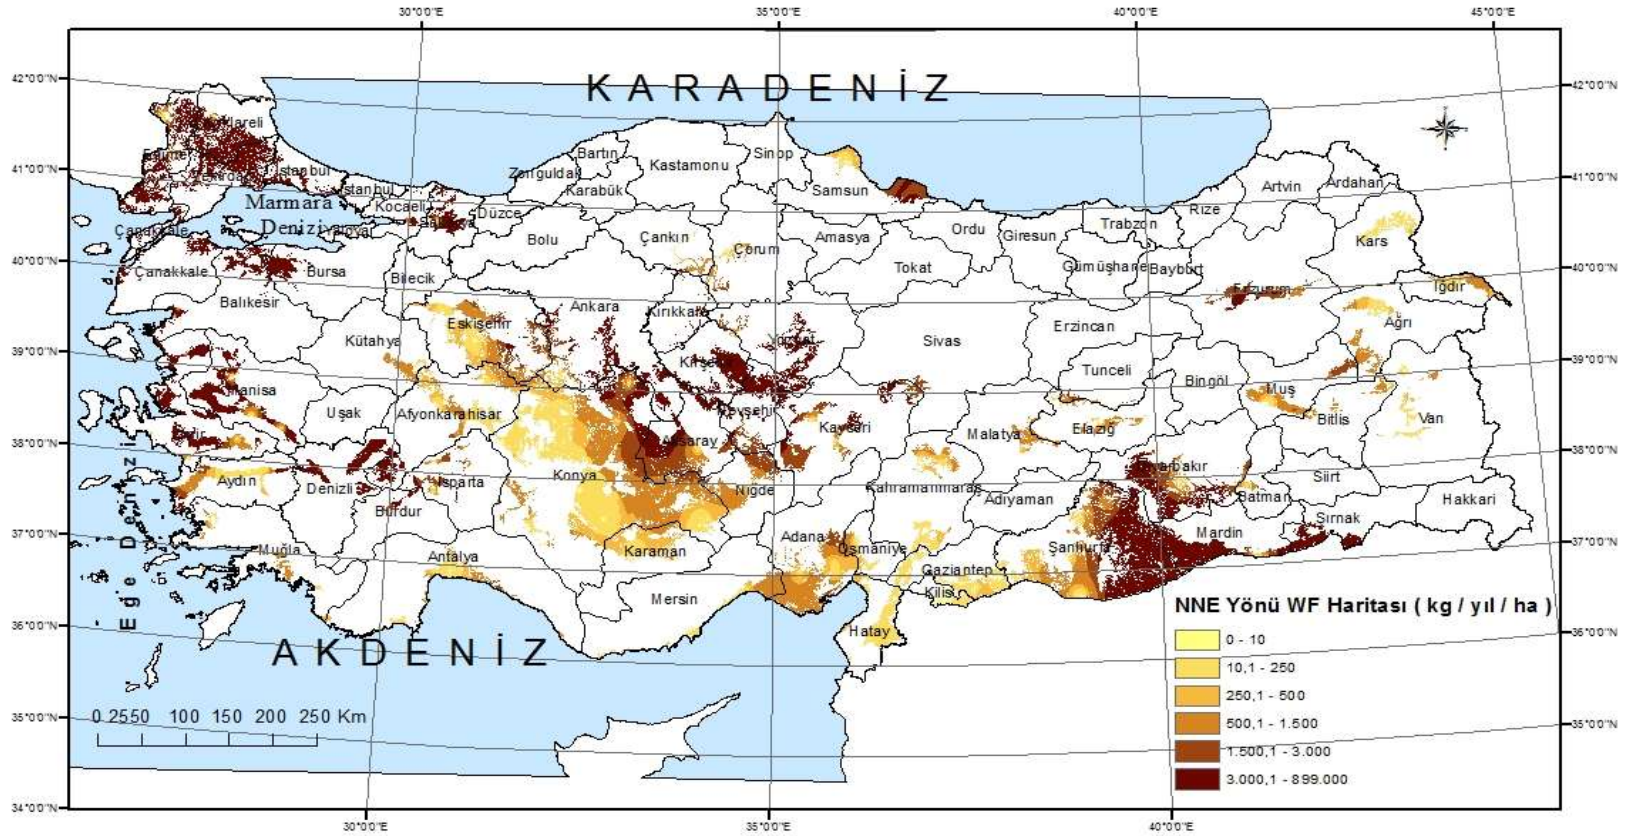 30°0'0"E 35°0'0"E 40°0'0"E 45°0'0"E
42°0'0"N
41°0'0"N
40°0'0"N
39°0'0"N
38°0'0"N
37°0'0"N
36°0'0"N
35°0'0"N
34°0'0"N
42°0'0"N
41°0'0"N
40°0'0"N
39°0'0"N
38°0'0"N
37°0'0"N
36°0'0"N
35°0'0"N
KARADENİZ
Bartın
Kastamonu
Sinop
Zonguldak
Karabük
Samsun
Artvin
Ardahan
İstanbul
İstanbul
Kocaeli
Marmara
Denizi
Düzce
Rize
Trabzon
Ordu
Giresun
Çanakkale
Bolu
Çankırı
Çorum
Amasya
Kars
Çanakkale
Bursa
Bilecik
Tokat
Gümüşhane
Bayburt
Erzurum
Iğdır
Balıkesir
Ankara
Kırıkkale
Eskişehir
Erzincan
Ağrı
Kütahya
Sivas
Tunceli
Bingöl
Muş
Manisa
Uşak
Afyonkarahisar
Aksaray
Kayseri
Malatya
Elazığ
Bitlis
Van
Aydın
Denizli
Isparta
Konya
Niğde
Kahramanmaraş
Adıyaman
Batman
Siirt
Hakkari
Burdur
Şırnak
Mardin
Muğla
Antalya
Karaman
Adana
Osmaniye
Şanlıurfa
Gaziantep
Kilis
Mersin
Hatay
Ege Denizi
AKDENİZ
0 2550 100 150 200 250 Km
NNE Yönü WF Haritası ( kg / yıl / ha )
0 - 10
10,1 - 250
250,1 - 500
500,1 - 1.500
1.500,1 - 3.000
3.000,1 - 899.000
30°0'0"E 35°0'0"E 40°0'0"E